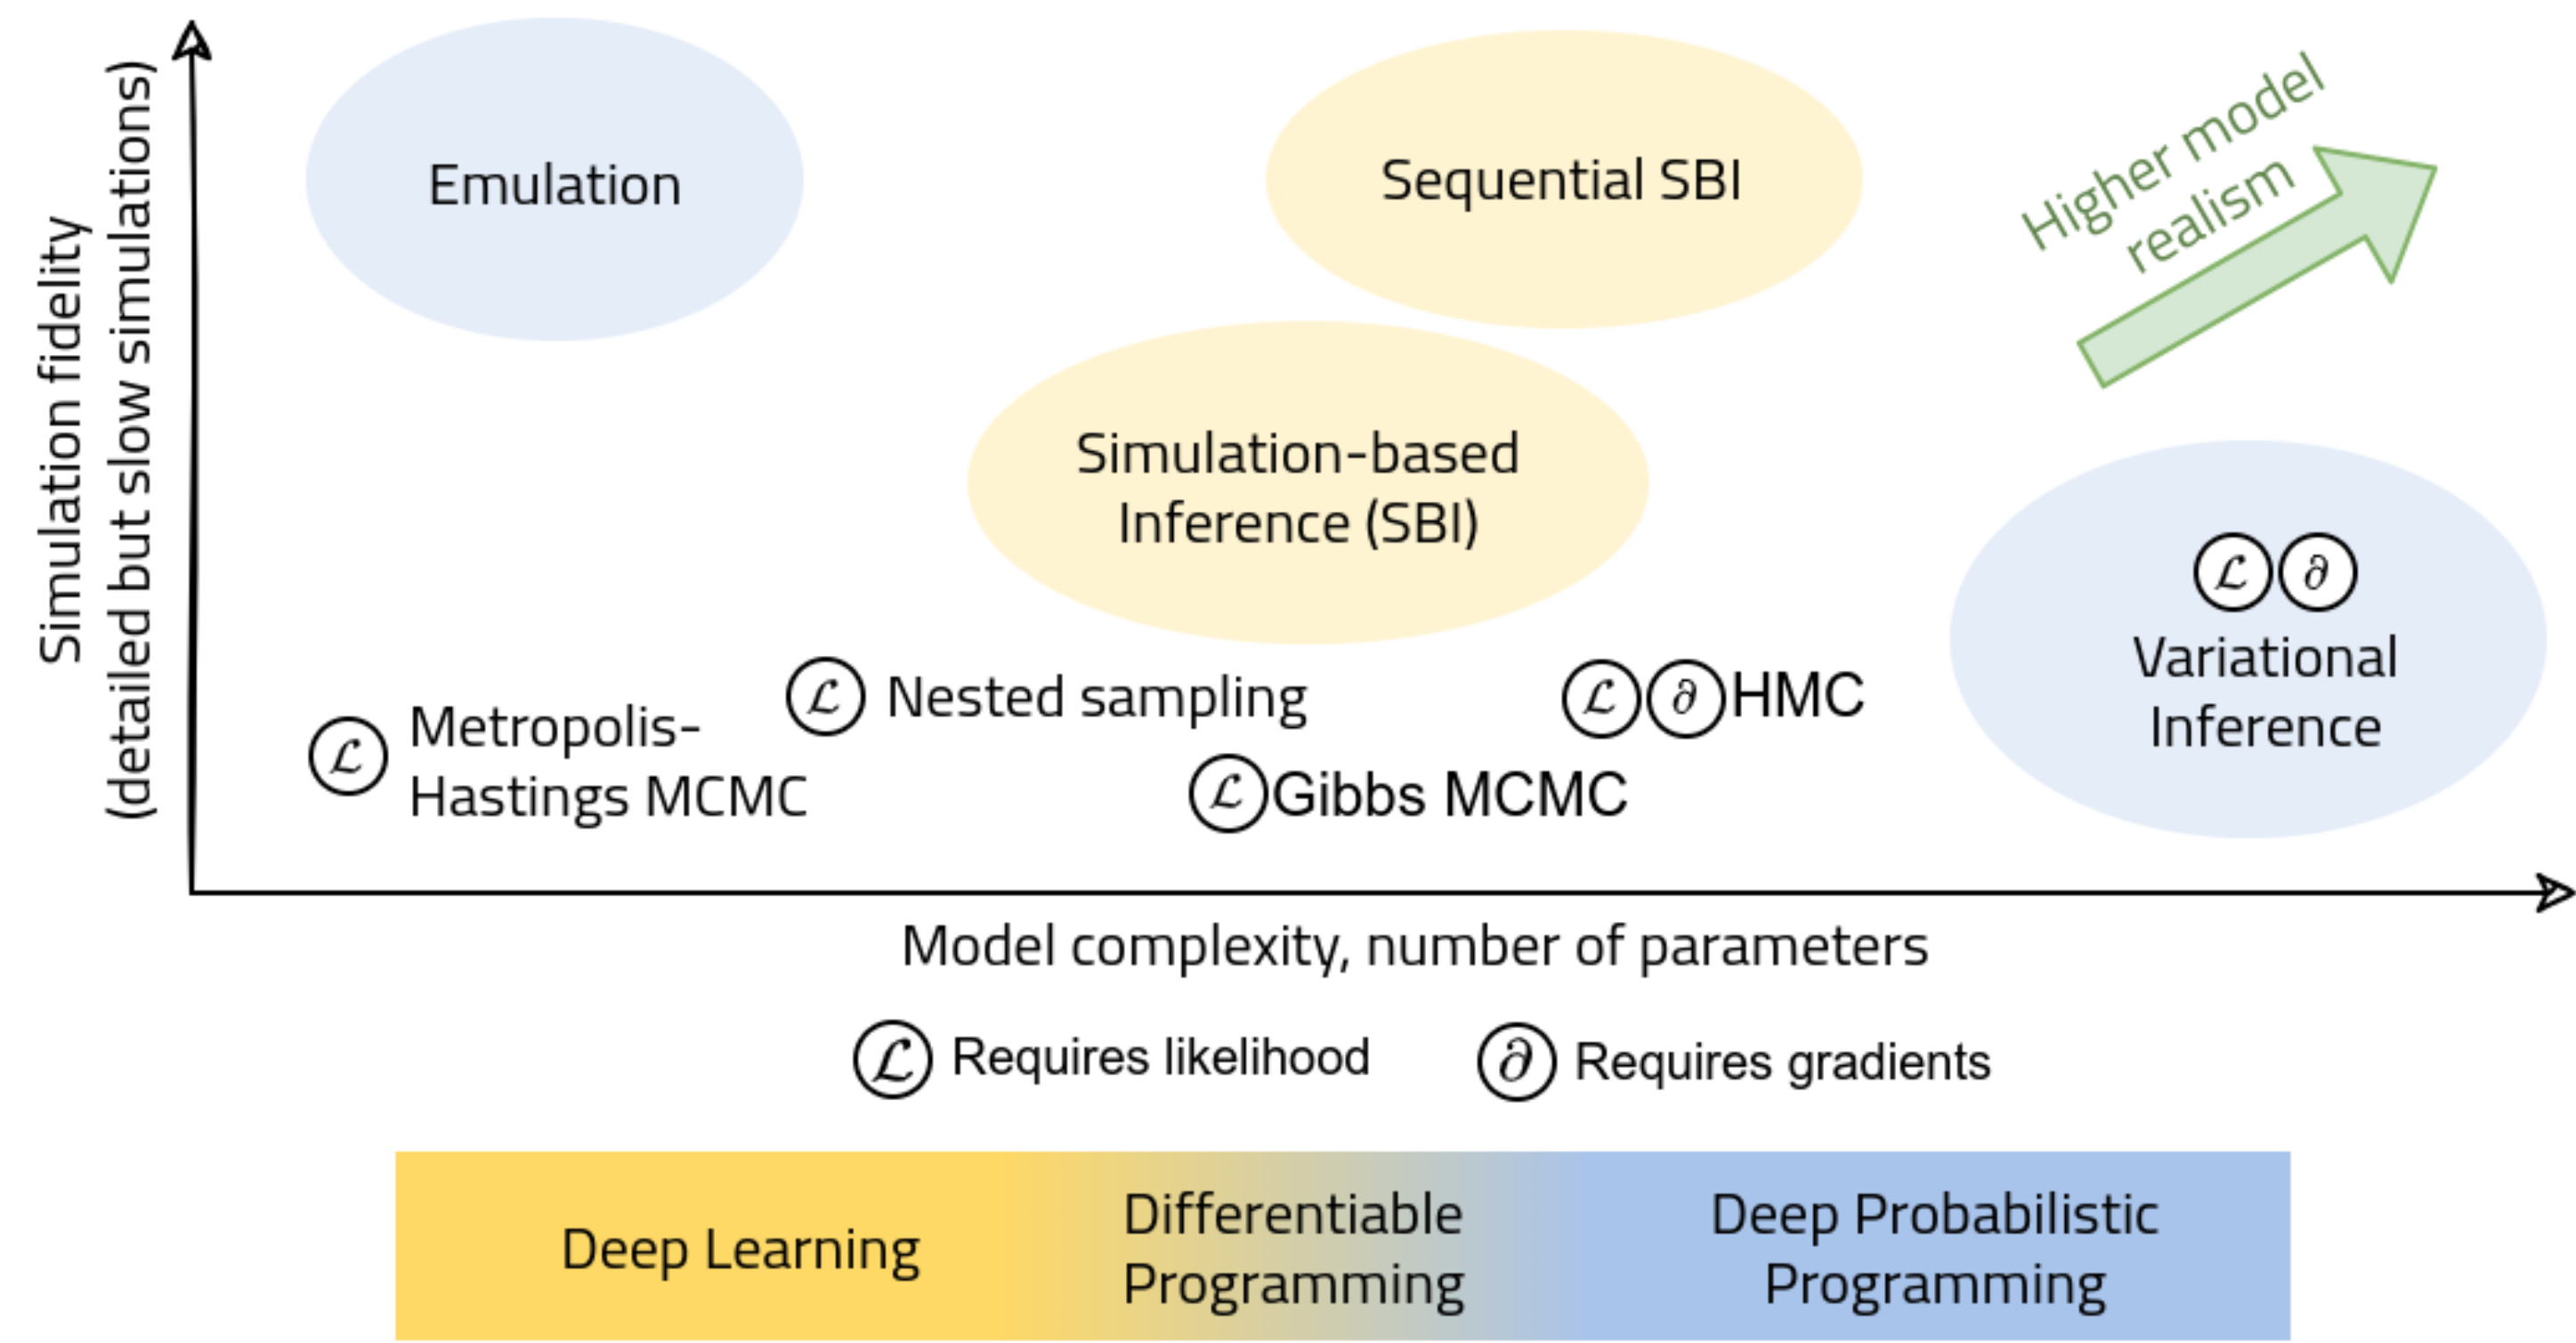 Simulation fidelity
(detailed but slow simulations)
Emulation
Sequential SBI
Higher model
realism
Simulation-based
Inference (SBI)
ℒ ∂
Variational
Inference
ℒ Nested sampling
ℒ ∂ HMC
ℒ Metropolis-
Hastings MCMC
ℒ Gibbs MCMC
Model complexity, number of parameters
ℒ Requires likelihood
∂ Requires gradients
Deep Learning
Differentiable
Programming
Deep Probabilistic
Programming